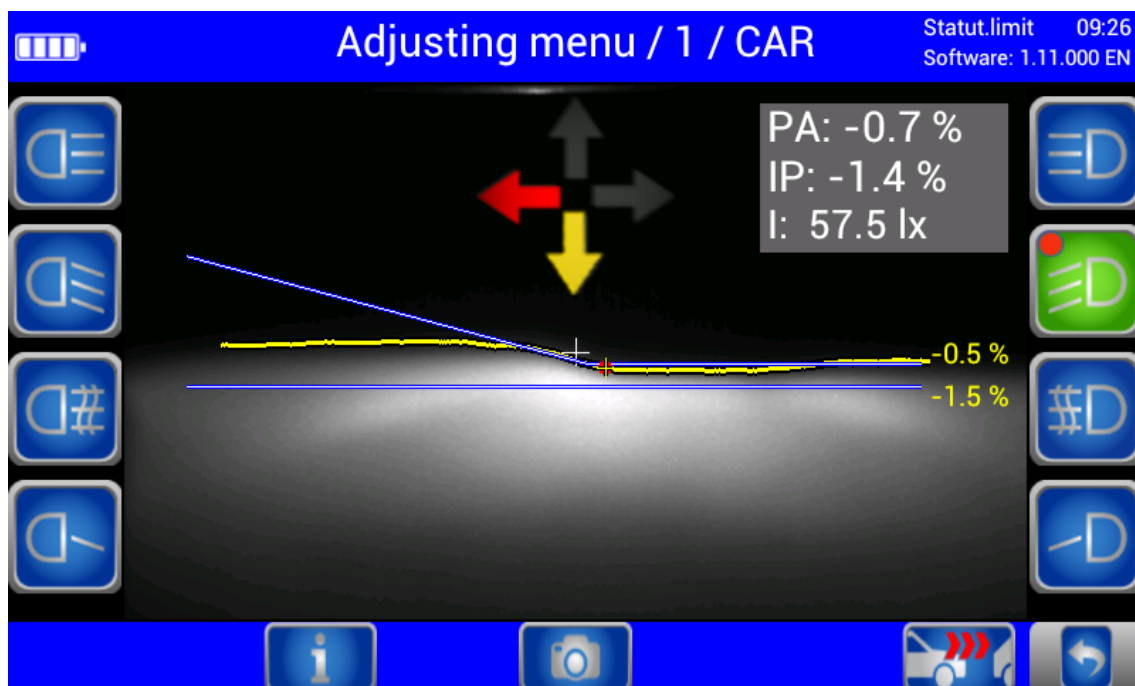 Adjusting menu / 1 / CAR
Statut.limit 09:26
Software: 1.11.000 EN
PA: -0.7 %
IP: -1.4 %
I: 57.5 lx
-0.5 %
-1.5 %
i